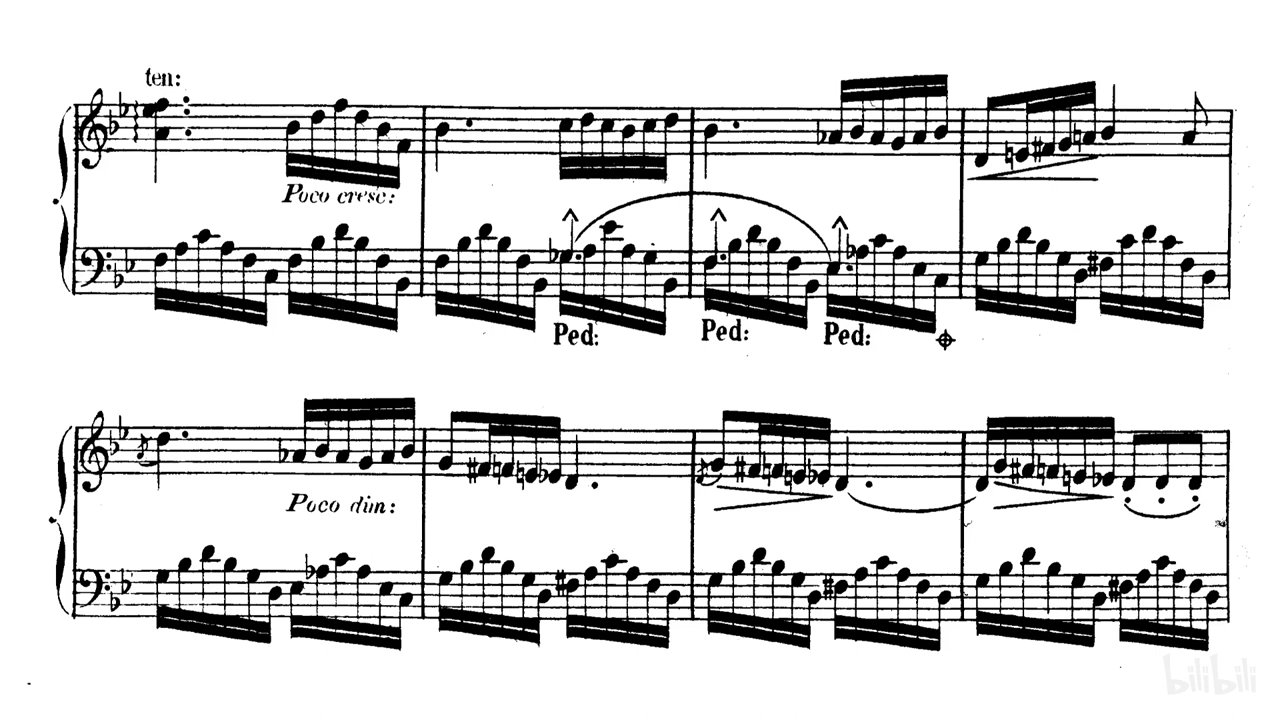 ten:
Poco cresc:
Ped: Ped: Ped:
Poco dim:
bilibili